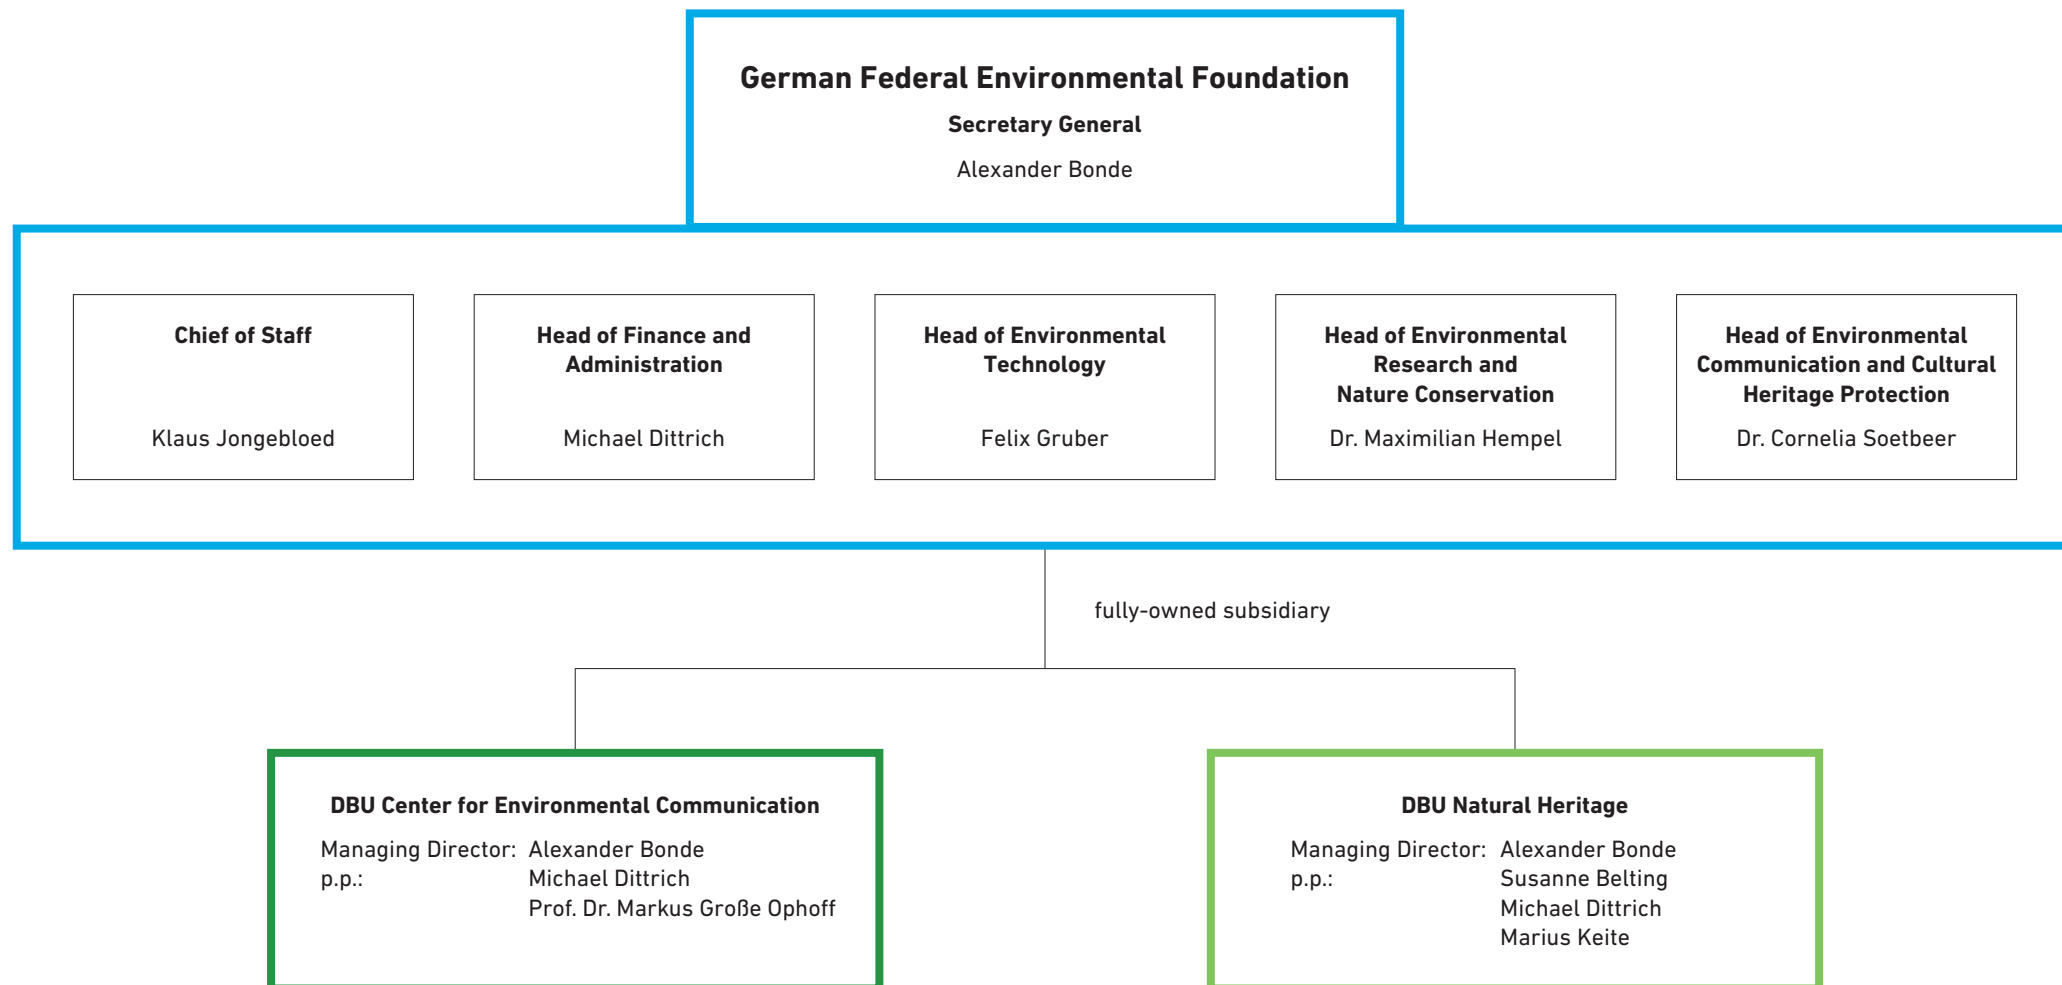 German Federal Environmental Foundation
Secretary General
Alexander Bonde
Chief of Staff
Klaus Jongebloed
Head of Finance and
Administration
Michael Dittrich
Head of Environmental
Technology
Felix Gruber
Head of Environmental
Research and
Nature Conservation
Dr. Maximilian Hempel
Head of Environmental
Communication and Cultural
Heritage Protection
Dr. Cornelia Soetbeer
fully-owned subsidiary
DBU Center for Environmental Communication
Managing Director: Alexander Bonde
p.p.: Michael Dittrich
Prof. Dr. Markus Große Ophoff
DBU Natural Heritage
Managing Director: Alexander Bonde
p.p.: Susanne Belting
Michael Dittrich
Marius Keite